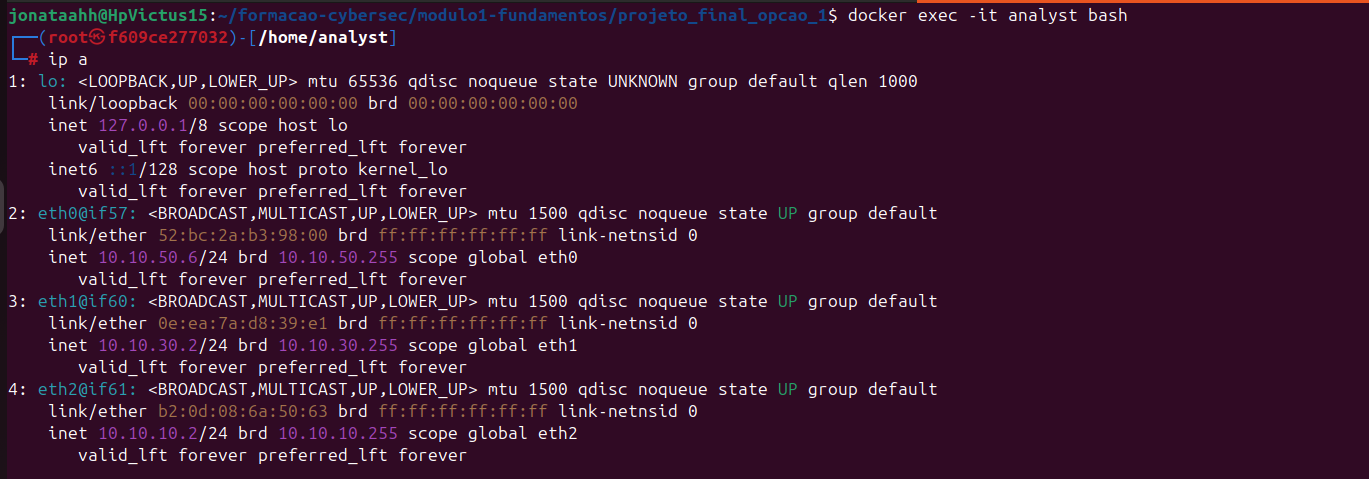 jonataahh@HpVictus15:~/formacao-cybersec/modulo1-fundamentos/projeto_final_opcao_1$ docker exec -it analyst bash
┌──(root㉿f609ce277032)-[/home/analyst]
└─# ip a
1: lo: <LOOPBACK,UP,LOWER_UP> mtu 65536 qdisc noqueue state UNKNOWN group default qlen 1000
    link/loopback 00:00:00:00:00:00 brd 00:00:00:00:00:00
    inet 127.0.0.1/8 scope host lo
       valid_lft forever preferred_lft forever
    inet6 ::1/128 scope host proto kernel_lo
       valid_lft forever preferred_lft forever
2: eth0@if57: <BROADCAST,MULTICAST,UP,LOWER_UP> mtu 1500 qdisc noqueue state UP group default
    link/ether 52:bc:2a:b3:98:00 brd ff:ff:ff:ff:ff:ff link-netnsid 0
    inet 10.10.50.6/24 brd 10.10.50.255 scope global eth0
       valid_lft forever preferred_lft forever
3: eth1@if60: <BROADCAST,MULTICAST,UP,LOWER_UP> mtu 1500 qdisc noqueue state UP group default
    link/ether 0e:ea:7a:d8:39:e1 brd ff:ff:ff:ff:ff:ff link-netnsid 0
    inet 10.10.30.2/24 brd 10.10.30.255 scope global eth1
       valid_lft forever preferred_lft forever
4: eth2@if61: <BROADCAST,MULTICAST,UP,LOWER_UP> mtu 1500 qdisc noqueue state UP group default
    link/ether b2:0d:08:6a:50:63 brd ff:ff:ff:ff:ff:ff link-netnsid 0
    inet 10.10.10.2/24 brd 10.10.10.255 scope global eth2
       valid_lft forever preferred_lft forever